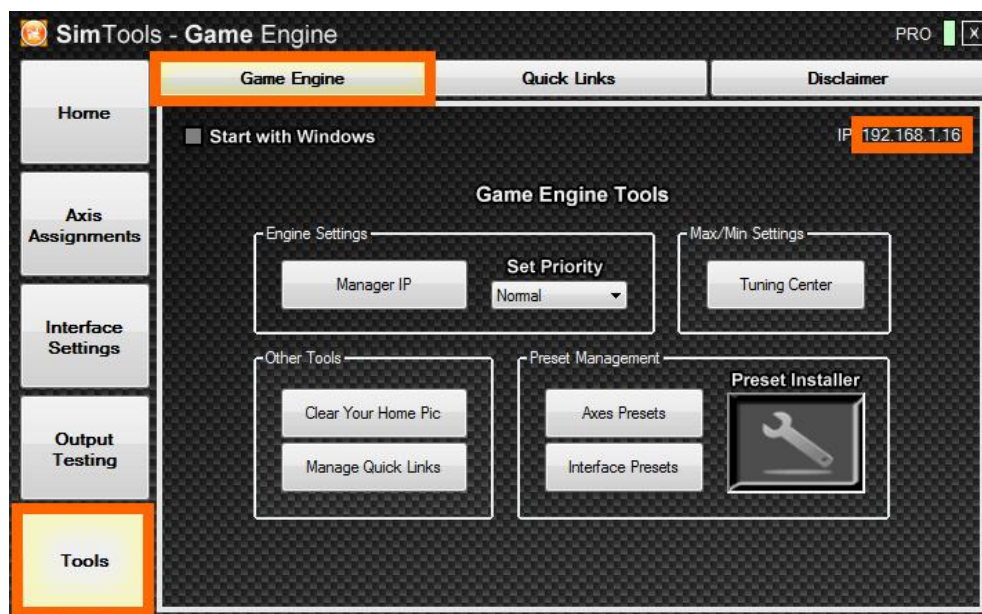 SimTools - Game Engine
PRO
X
Game Engine
Quick Links
Disclaimer
Home
Axis
Assignments
Interface
Settings
Output
Testing
Tools
Start with Windows
IP 192.168.1.16
Game Engine Tools
Engine Settings
Manager IP
Set Priority
Normal
Max/Min Settings
Tuning Center
Other Tools
Clear Your Home Pic
Manage Quick Links
Preset Management
Axes Presets
Interface Presets
Preset Installer